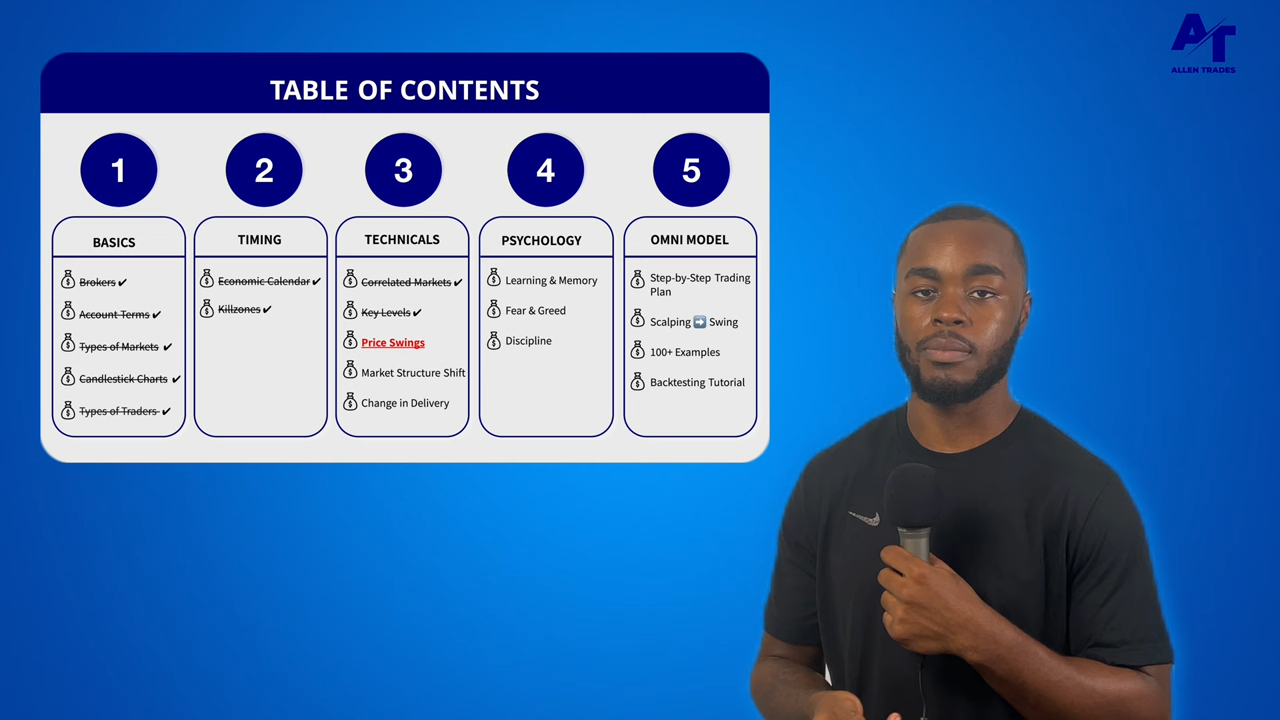 AT
ALLEN TRADES
TABLE OF CONTENTS
1
2
3
4
5
BASICS
Brokers ✔
Account Terms ✔
Types of Markets ✔
Candlestick Charts ✔
Types of Traders ✔
TIMING
Economic Calendar ✔
Killzones ✔
TECHNICALS
Correlated Markets ✔
Key Levels ✔
Price Swings
Market Structure Shift
Change in Delivery
PSYCHOLOGY
Learning & Memory
Fear & Greed
Discipline
OMNI MODEL
Step-by-Step Trading
Plan
Scalping ➡️ Swing
100+ Examples
Backtesting Tutorial